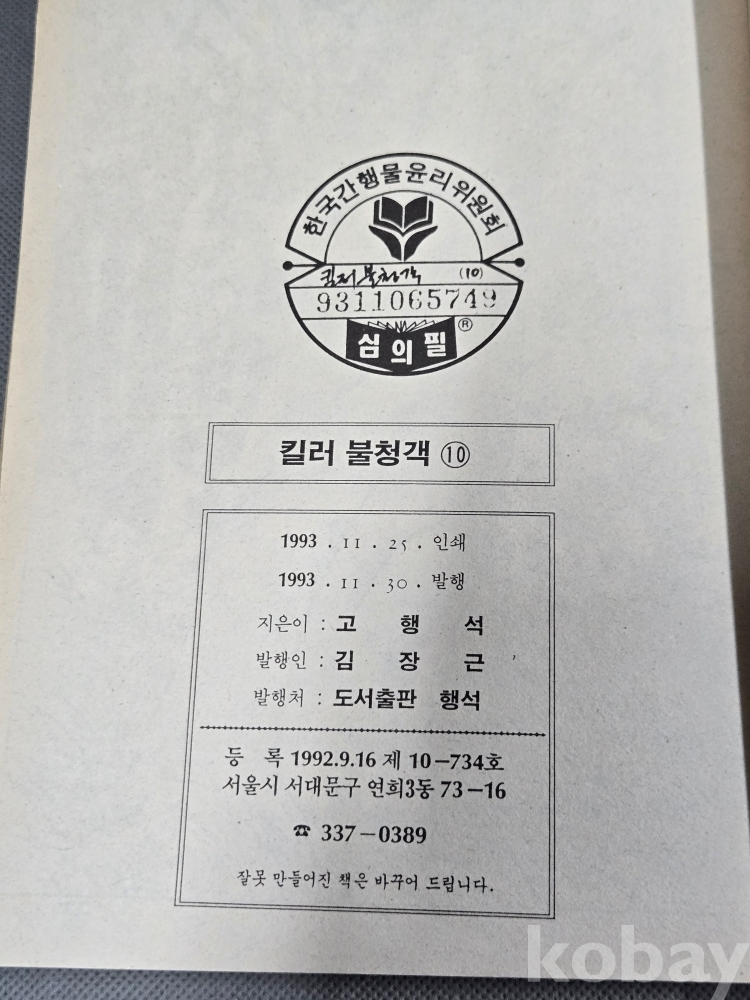 한국간행물윤리위원회
킬러 불청객 (10)
9311065749
심의필 ®
킬러 불청객 ⑩
1993 . 11 . 25 . 인쇄
1993 . 11 . 30 . 발행
지은이 : 고 행 석
발행인 : 김 장 근
발행처 : 도서출판 행석
등 록 1992.9.16 제 10-734호
서울시 서대문구 연희3동 73-16
☎ 337-0389
잘못 만들어진 책은 바꾸어 드립니다.
kobay